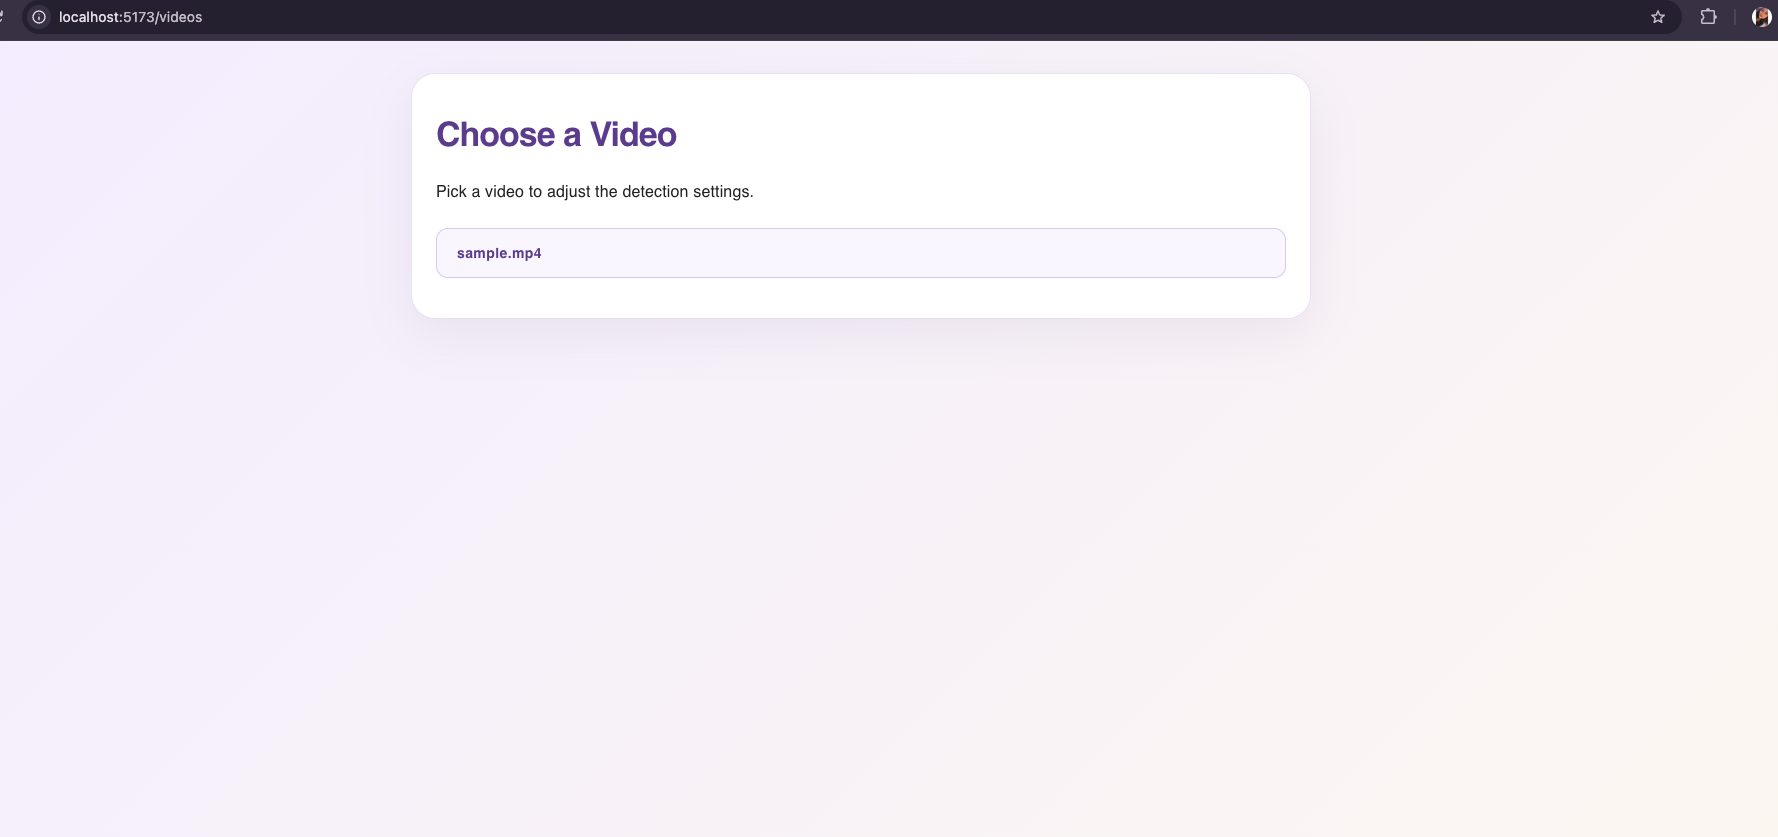 localhost:5173/videos
Choose a Video
Pick a video to adjust the detection settings.
sample.mp4